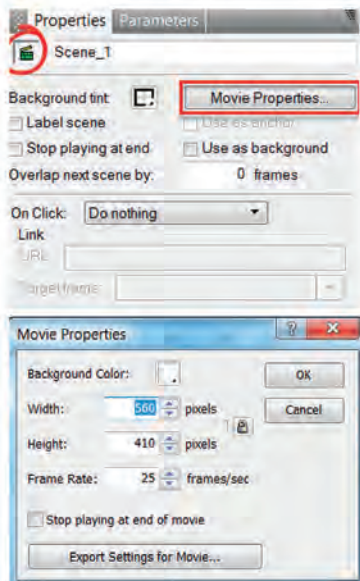 Properties Parameters
Scene_1
Background tint: Movie Properties...
Label scene Use as anchor
Stop playing at end Use as background
Overlap next scene by: 0 frames
On Click: Do nothing
Link
URL:
Target frame:
Movie Properties
Background Color: OK
Width: 560 pixels Cancel
Height: 410 pixels
Frame Rate: 25 frames/sec
Stop playing at end of movie
Export Settings for Movie...